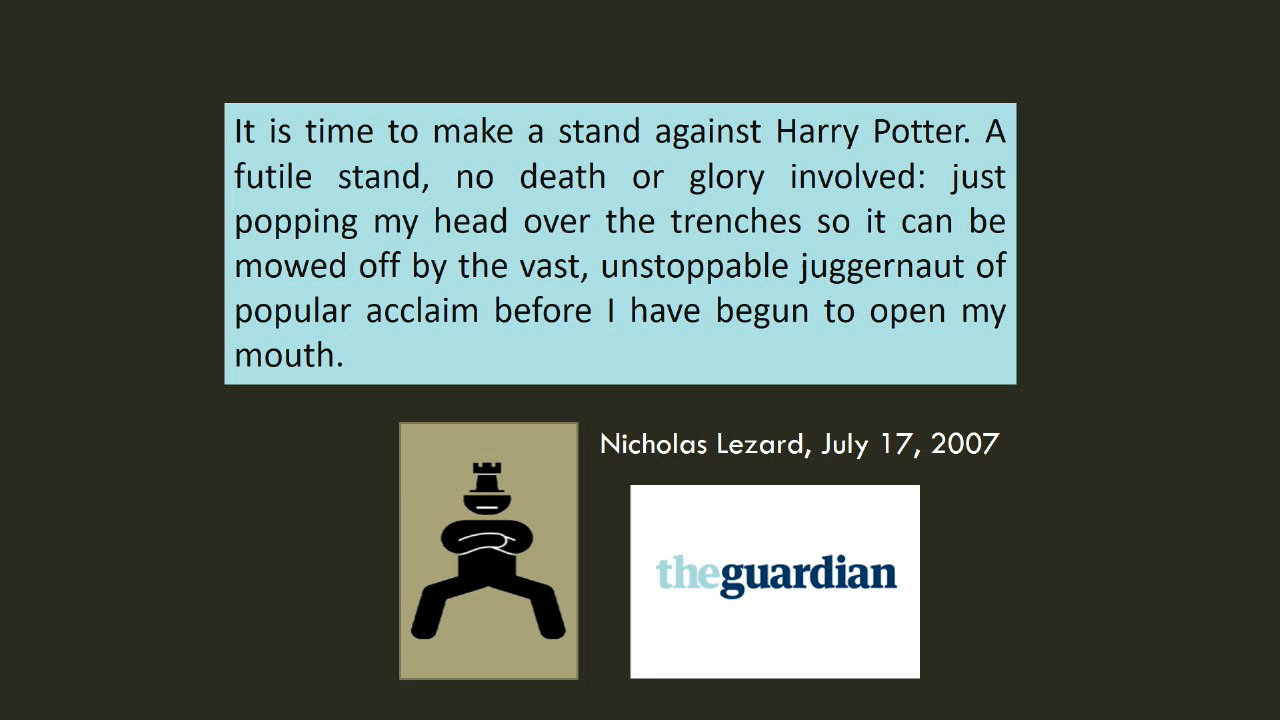 It is time to make a stand against Harry Potter. A
futile stand, no death or glory involved: just
popping my head over the trenches so it can be
mowed off by the vast, unstoppable juggernaut of
popular acclaim before I have begun to open my
mouth.
Nicholas Lezard, July 17, 2007
theguardian